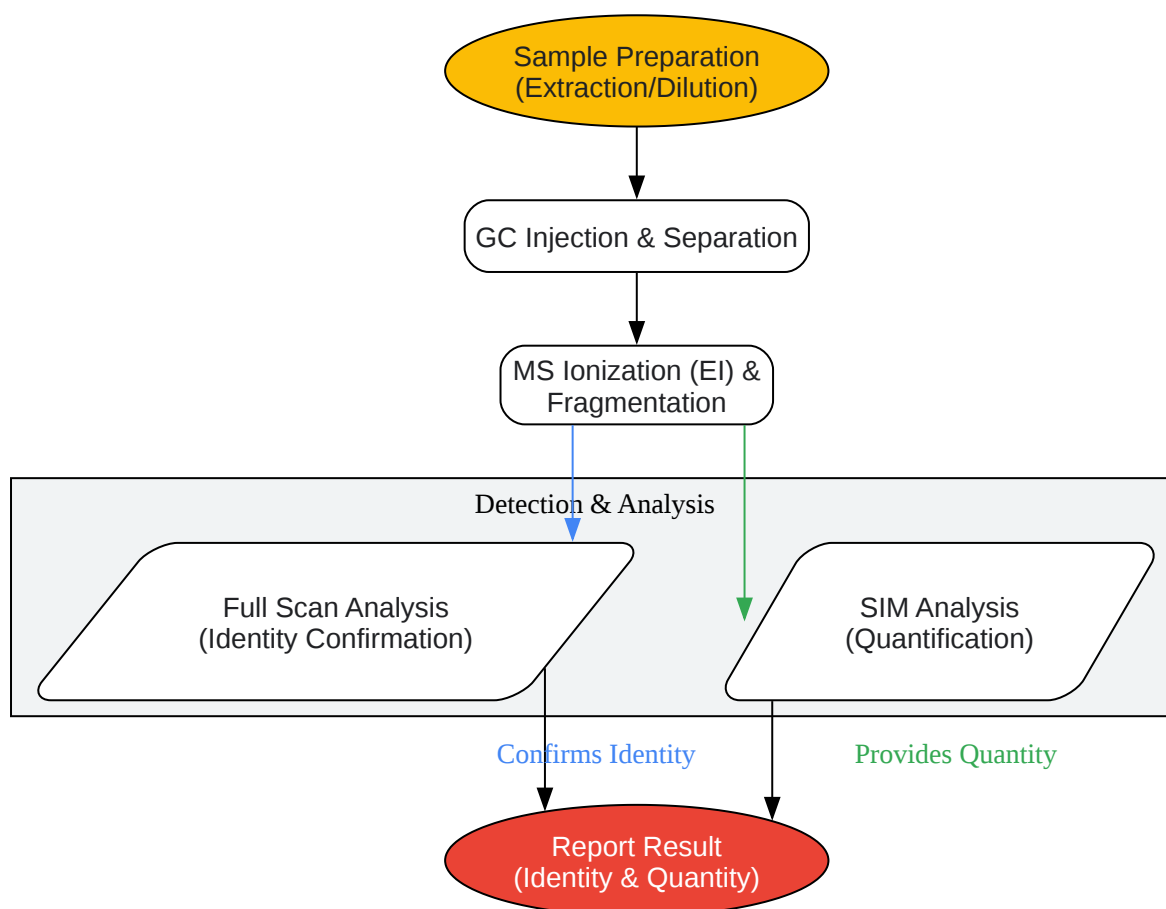 Sample Preparation
(Extraction/Dilution)
GC Injection & Separation
MS Ionization (EI) &
Fragmentation
Detection & Analysis
Full Scan Analysis
(Identity Confirmation)
SIM Analysis
(Quantification)
Confirms Identity
Provides Quantity
Report Result
(Identity & Quantity)